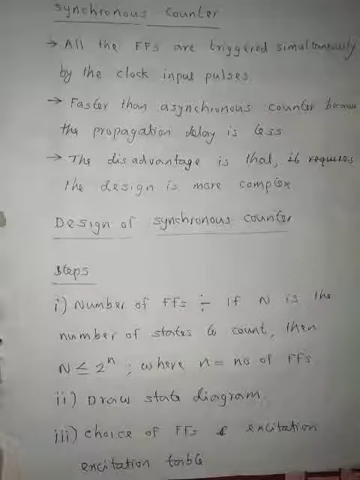 Synchronous Counter
→ All the FFs are triggered simultaneously
by the clock input pulses.
→ Faster than asynchronous counter because
the propagation delay is less
→ The disadvantage is that, it requires
the design is more complex
Design of synchronous counter
Steps
i) Number of FFs ÷ If N is the
number of states to count, then
N ≤ 2ⁿ ; where n = no of FFs
ii) Draw state diagram.
iii) choice of FFs & excitation
excitation table